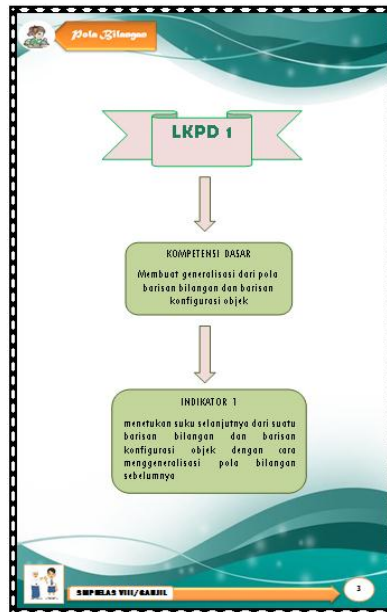 Pola Bilangan
LKPD 1
KOMPETENSI DASAR
Membuat generalisasi dari pola
barisan bilangan dan barisan
konfigurasi objek
INDIKATOR 1
menetukan suku selanjutnya dari suatu
barisan bilangan dan barisan
konfigurasi objek dengan cara
menggeneralisasi pola bilangan
sebelumnya
SMP/KELAS VIII/GANJIL
3